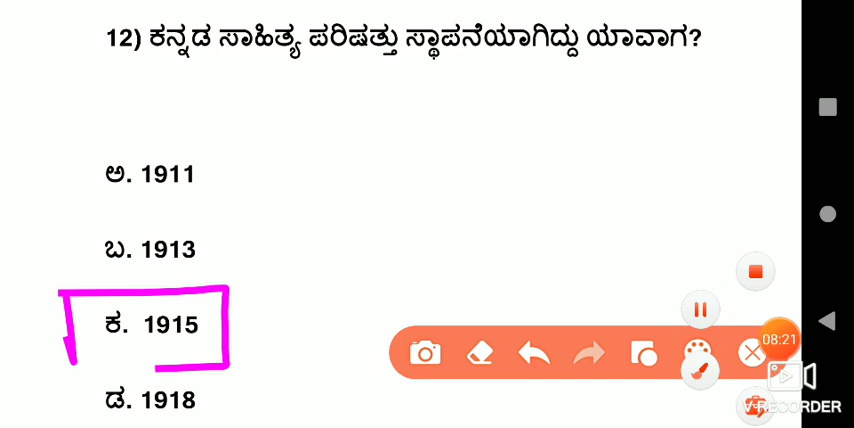 12) ಕನ್ನಡ ಸಾಹಿತ್ಯ ಪರಿಷತ್ತು ಸ್ಥಾಪನೆಯಾಗಿದ್ದು ಯಾವಾಗ?
ಅ. 1911
ಬ. 1913
ಕ. 1915
ಡ. 1918
08:21
V-RECORDER